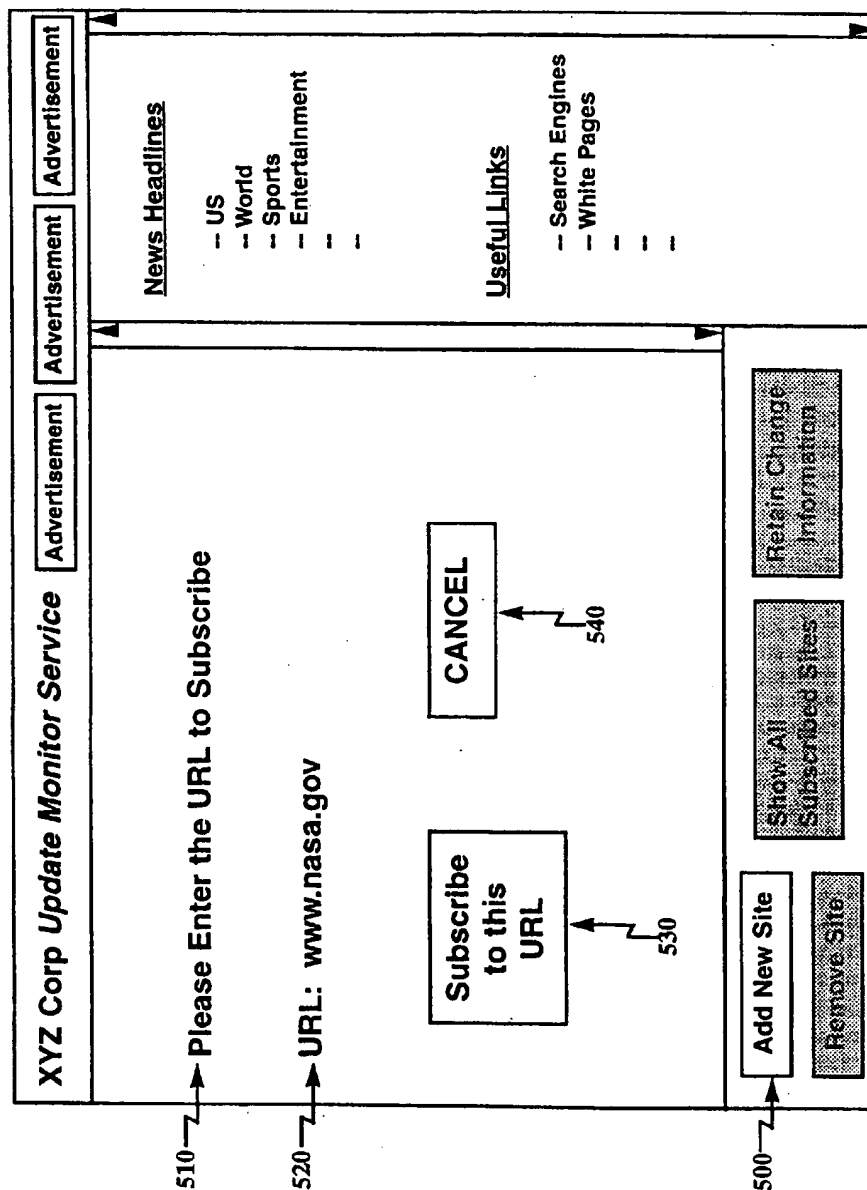 XYZ Corp Update Monitor Service
Advertisement
Advertisement
Advertisement
510
Please Enter the URL to Subscribe
520
URL: www.nasa.gov
Subscribe
to this
URL
CANCEL
530
540
News Headlines
-- US
-- World
-- Sports
-- Entertainment
--
--
Useful Links
-- Search Engines
-- White Pages
--
--
--
500
Add New Site
Remove Site
Show All
Subscribed Sites
Retain Change
Information